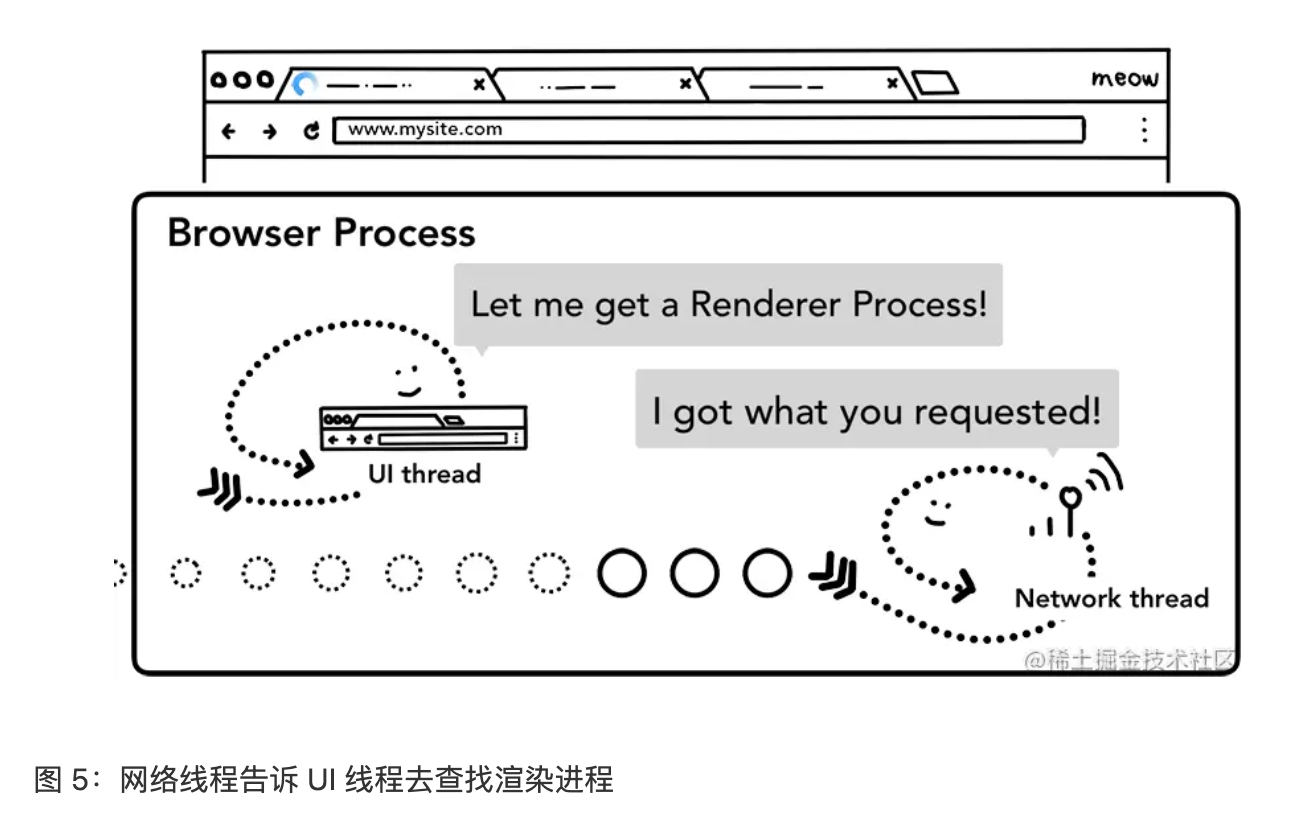 meow
www.mysite.com
Browser Process
Let me get a Renderer Process!
I got what you requested!
UI thread
Network thread
@稀土掘金技术社区
图 5：网络线程告诉 UI 线程去查找渲染进程